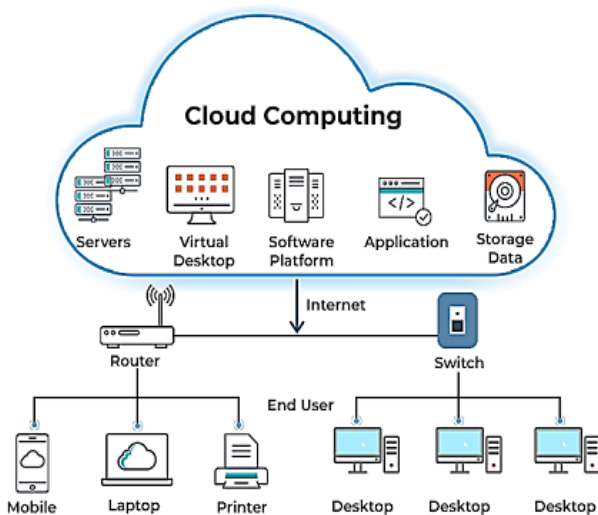 Cloud Computing
Servers
Virtual
Desktop
Software
Platform
Application
</>
Storage
Data
Internet
Router
Switch
End User
Mobile
Laptop
Printer
Desktop
Desktop
Desktop